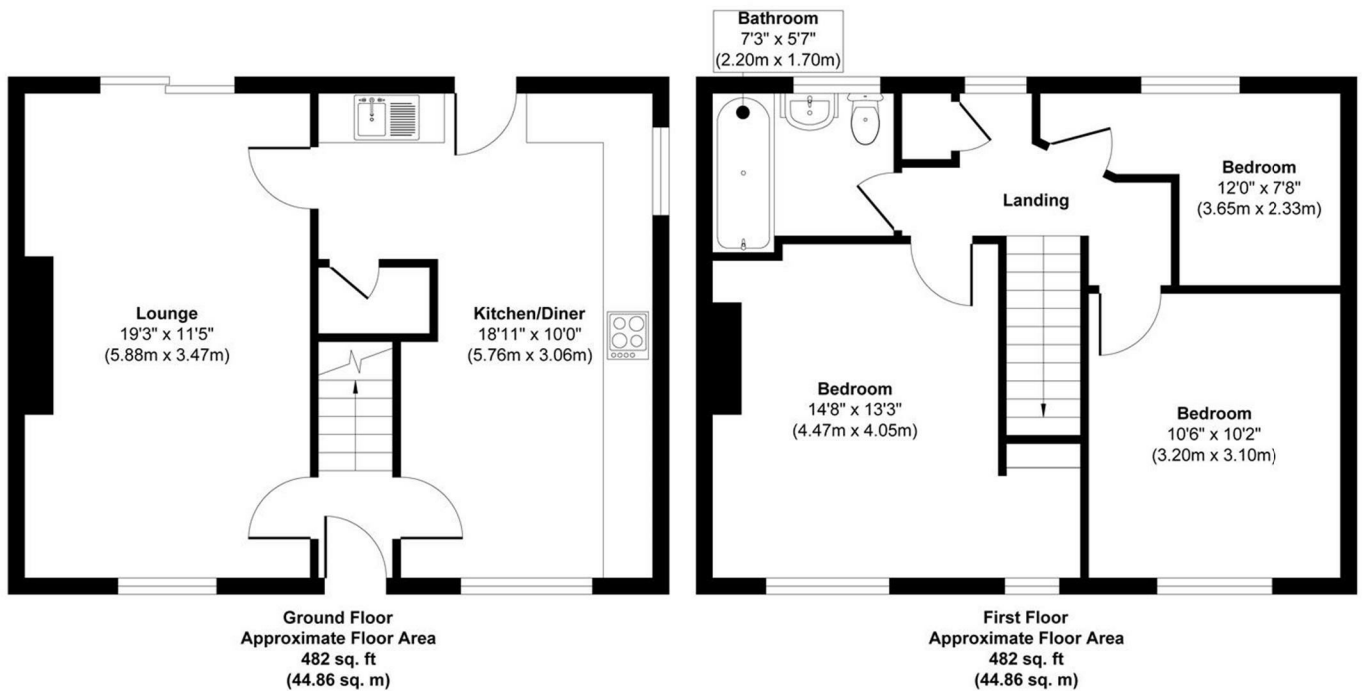 Bathroom
7'3" x 5'7"
(2.20m x 1.70m)
Lounge
19'3" x 11'5"
(5.88m x 3.47m)
Kitchen/Diner
18'11" x 10'0"
(5.76m x 3.06m)
Landing
Bedroom
12'0" x 7'8"
(3.65m x 2.33m)
Bedroom
14'8" x 13'3"
(4.47m x 4.05m)
Bedroom
10'6" x 10'2"
(3.20m x 3.10m)
Ground Floor
Approximate Floor Area
482 sq. ft
(44.86 sq. m)
First Floor
Approximate Floor Area
482 sq. ft
(44.86 sq. m)